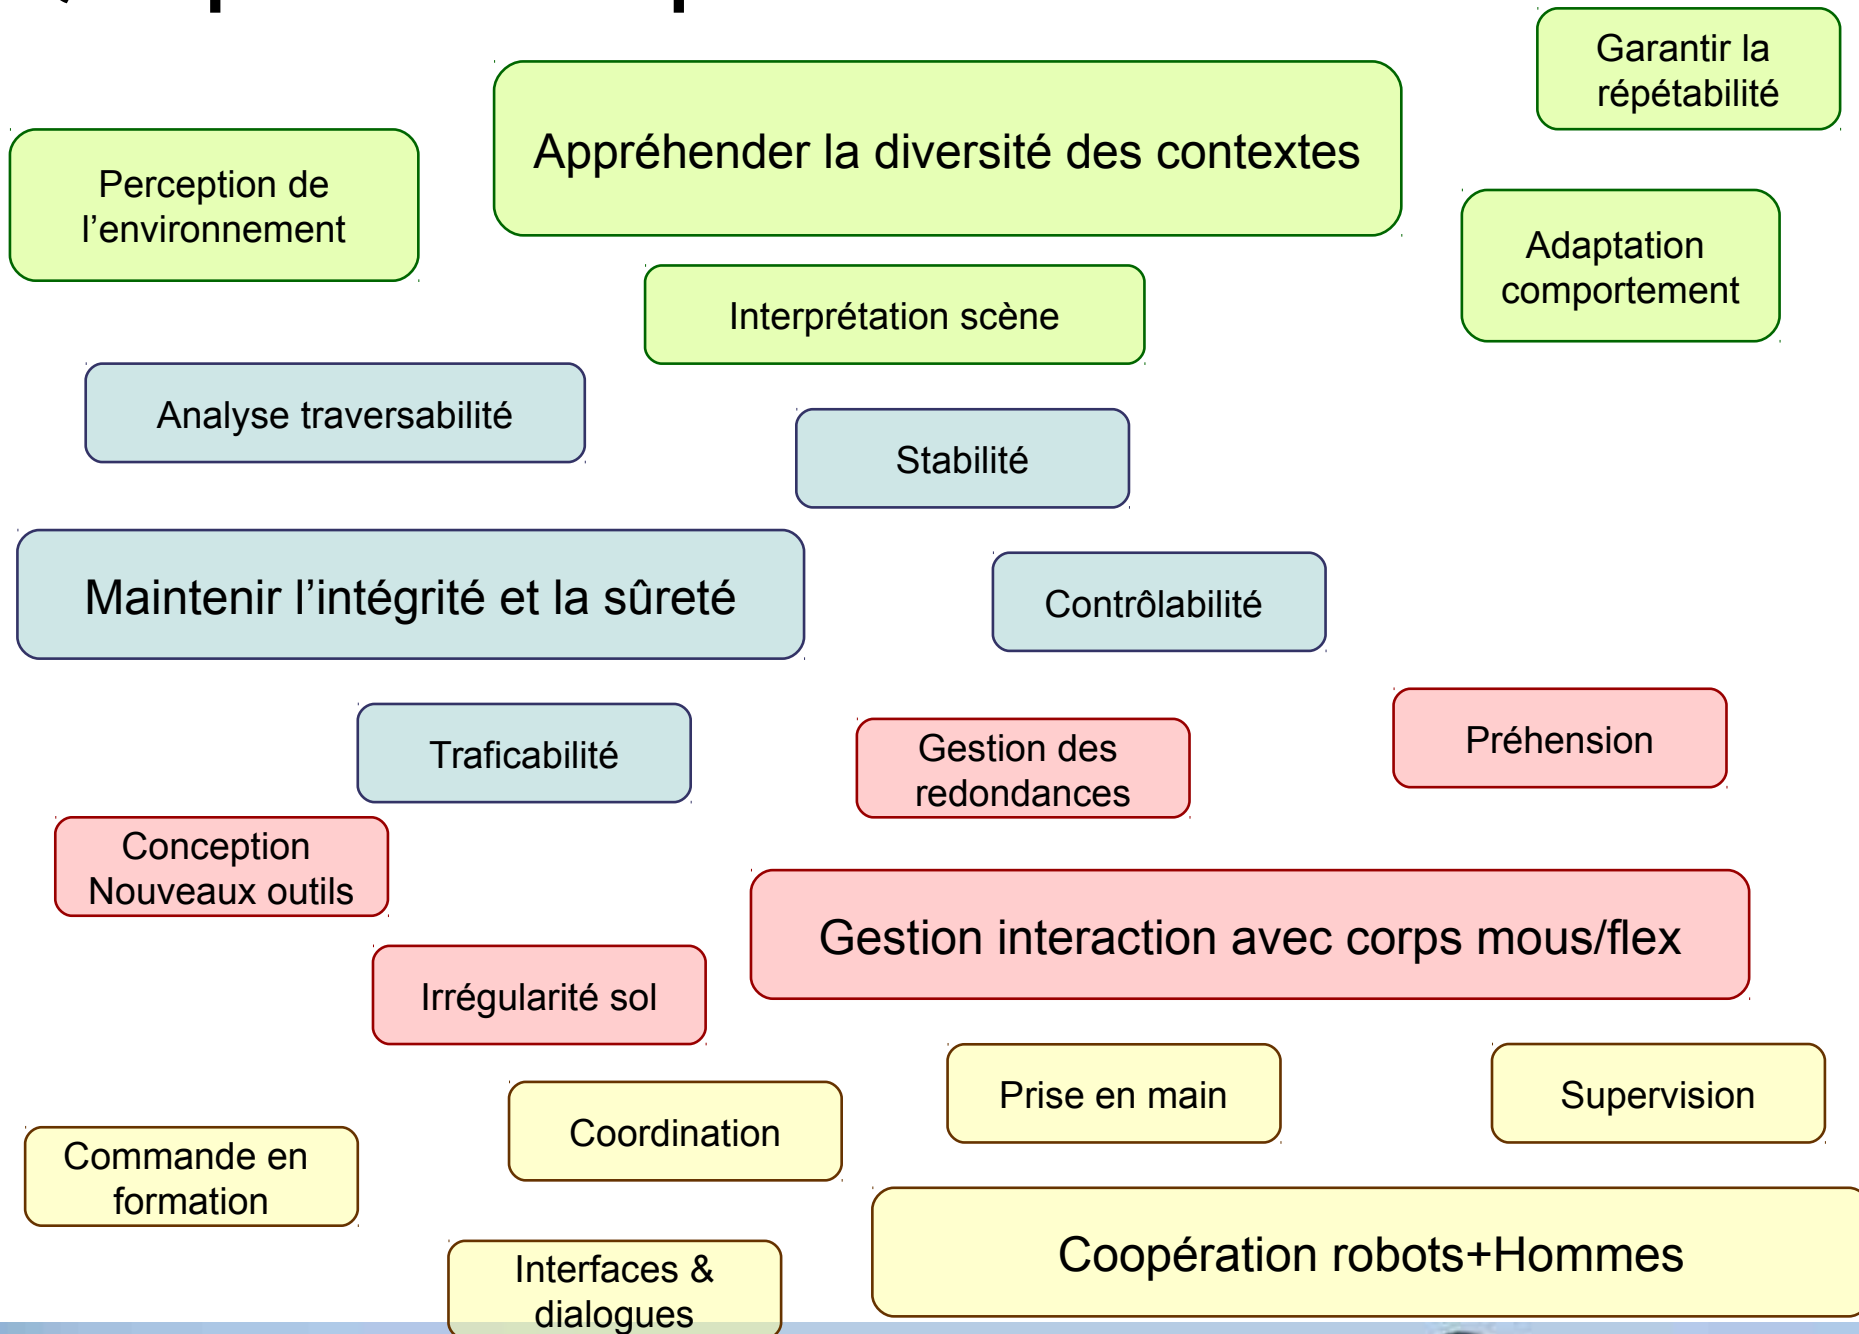 Garantir la
répétabilité
Appréhender la diversité des contextes
Perception de
l’environnement
Adaptation
comportement
Interprétation scène
Analyse traversabilité
Stabilité
Maintenir l’intégrité et la sûreté
Contrôlabilité
Traficabilité
Gestion des
redondances
Préhension
Conception
Nouveaux outils
Gestion interaction avec corps mous/flex
Irrégularité sol
Prise en main
Supervision
Coordination
Commande en
formation
Coopération robots+Hommes
Interfaces &
dialogues